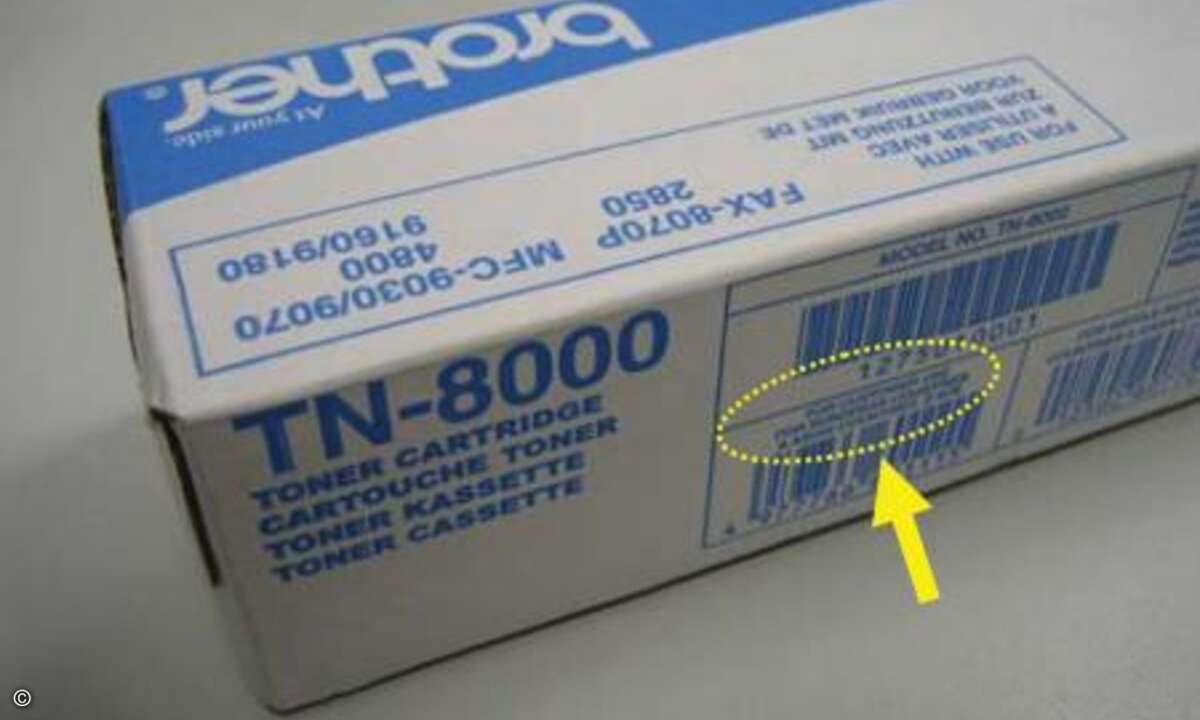 brother®
At your side.
FOR USE WITH
A UTILISER AVEC
ZUR BENUTZUNG MIT
VOOR GEBRUIK MET DE
FAX-8070P
2850
MFC-9030/9070
4800
9160/9180
TN-8000
TONER CARTRIDGE
CARTOUCHE TONER
TONER KASSETTE
TONER CASSETTE
MODEL NO. TN-8000
©